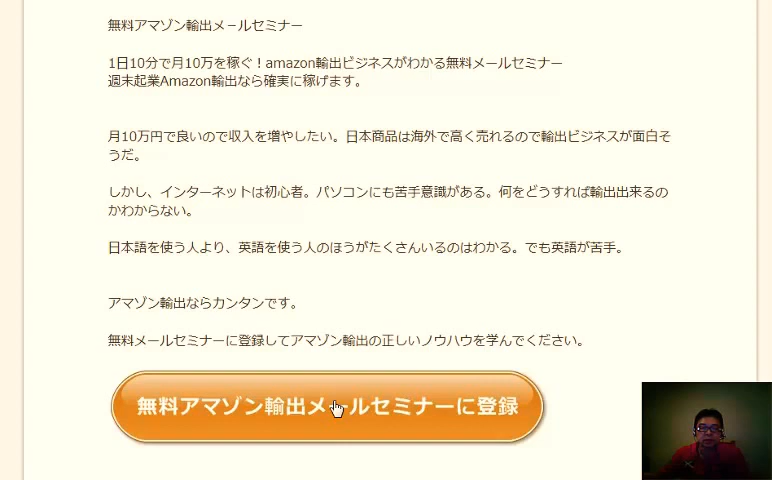 無料アマゾン輸出メールセミナー
1日10分で月10万を稼ぐ！amazon輸出ビジネスがわかる無料メールセミナー
週末起業Amazon輸出なら確実に稼げます。
月10万円で良いので収入を増やしたい。日本商品は海外で高く売れるので輸出ビジネスが面白そ
うだ。
しかし、インターネットは初心者。パソコンにも苦手意識がある。何をどうすれば輸出出来るの
かわからない。
日本語を使う人より、英語を使う人のほうがたくさんいるのはわかる。でも英語が苦手。
アマゾン輸出ならカンタンです。
無料メールセミナーに登録してアマゾン輸出の正しいノウハウを学んでください。
無料アマゾン輸出メールセミナーに登録